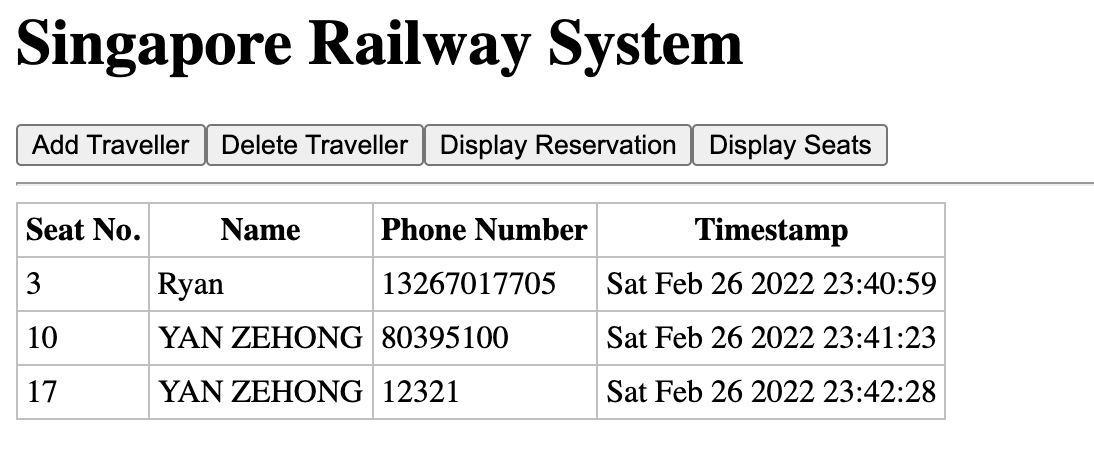 Singapore Railway System
Add Traveller Delete Traveller Display Reservation Display Seats
Seat No. Name Phone Number Timestamp
3 Ryan 13267017705 Sat Feb 26 2022 23:40:59
10 YAN ZEHONG 80395100 Sat Feb 26 2022 23:41:23
17 YAN ZEHONG 12321 Sat Feb 26 2022 23:42:28